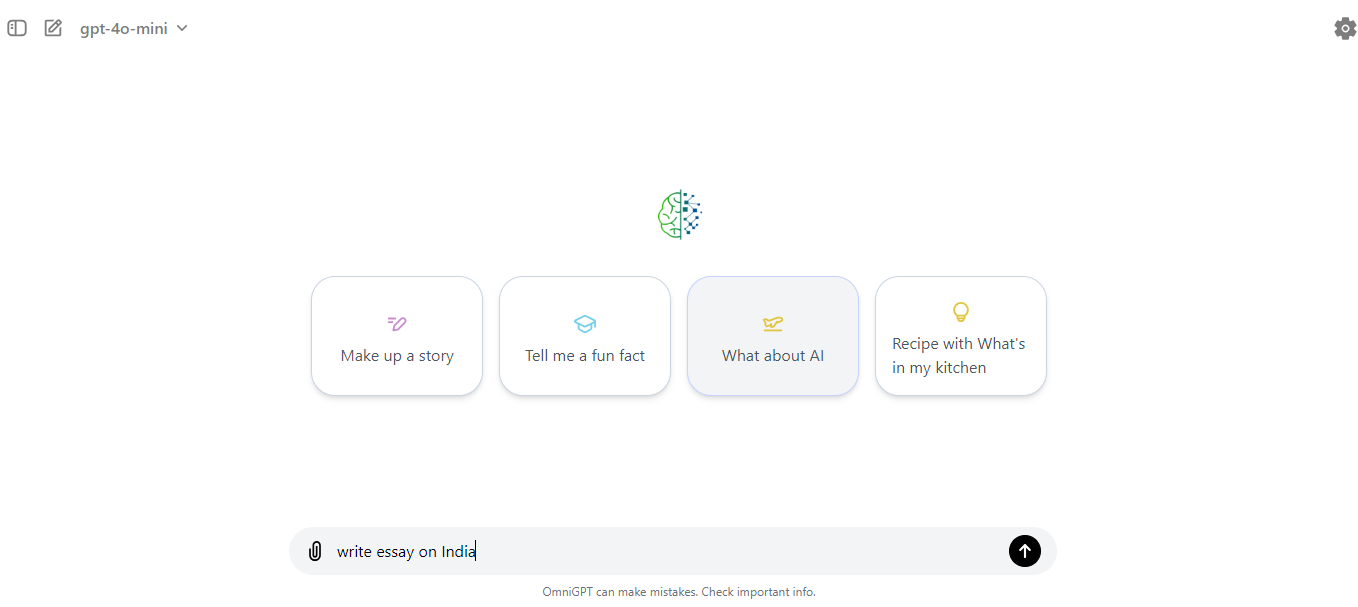 gpt-4o-mini
Make up a story
Tell me a fun fact
What about AI
Recipe with What's
in my kitchen
write essay on India
OmniGPT can make mistakes. Check important info.